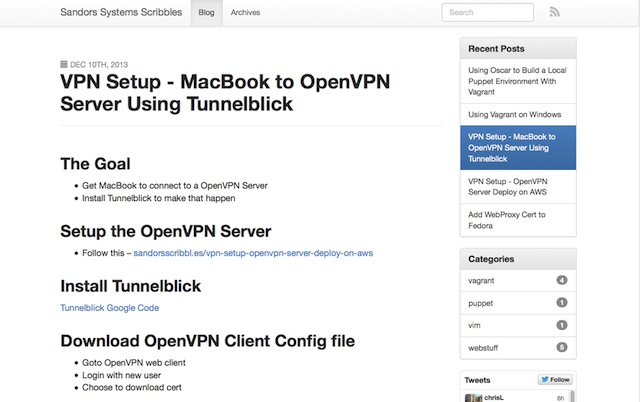 Sandors Systems Scribbles Blog Archives Search
DEC 10TH, 2013
VPN Setup - MacBook to OpenVPN
Server Using Tunnelblick
The Goal
• Get MacBook to connect to a OpenVPN Server
• Install Tunnelblick to make that happen
Setup the OpenVPN Server
• Follow this – sandorsscribbl.es/vpn-setup-openvpn-server-deploy-on-aws
Install Tunnelblick
Tunnelblick Google Code
Download OpenVPN Client Config file
• Goto OpenVPN web client
• Login with new user
• Choose to download cert
Recent Posts
Using Oscar to Build a Local
Puppet Environment With
Vagrant
Using Vagrant on Windows
VPN Setup - MacBook to
OpenVPN Server Using
Tunnelblick
VPN Setup - OpenVPN
Server Deploy on AWS
Add WebProxy Cert to
Fedora
Categories
vagrant 4
puppet 1
vim 1
webstuff 5
Tweets Follow
chrisL 6h